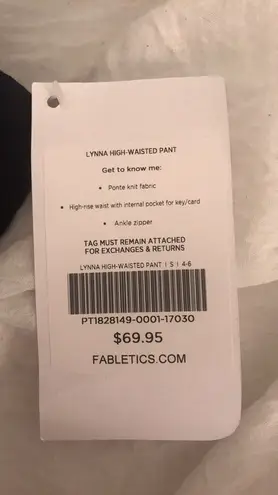 LYNNA HIGH-WAISTED PANT
Get to know me:
• Ponte knit fabric
• High-rise waist with internal pocket for key/card
• Ankle zipper
TAG MUST REMAIN ATTACHED
FOR EXCHANGES & RETURNS
LYNNA HIGH-WAISTED PANT | S | 4-6
PT1828149-0001-17030
$69.95
FABLETICS.COM